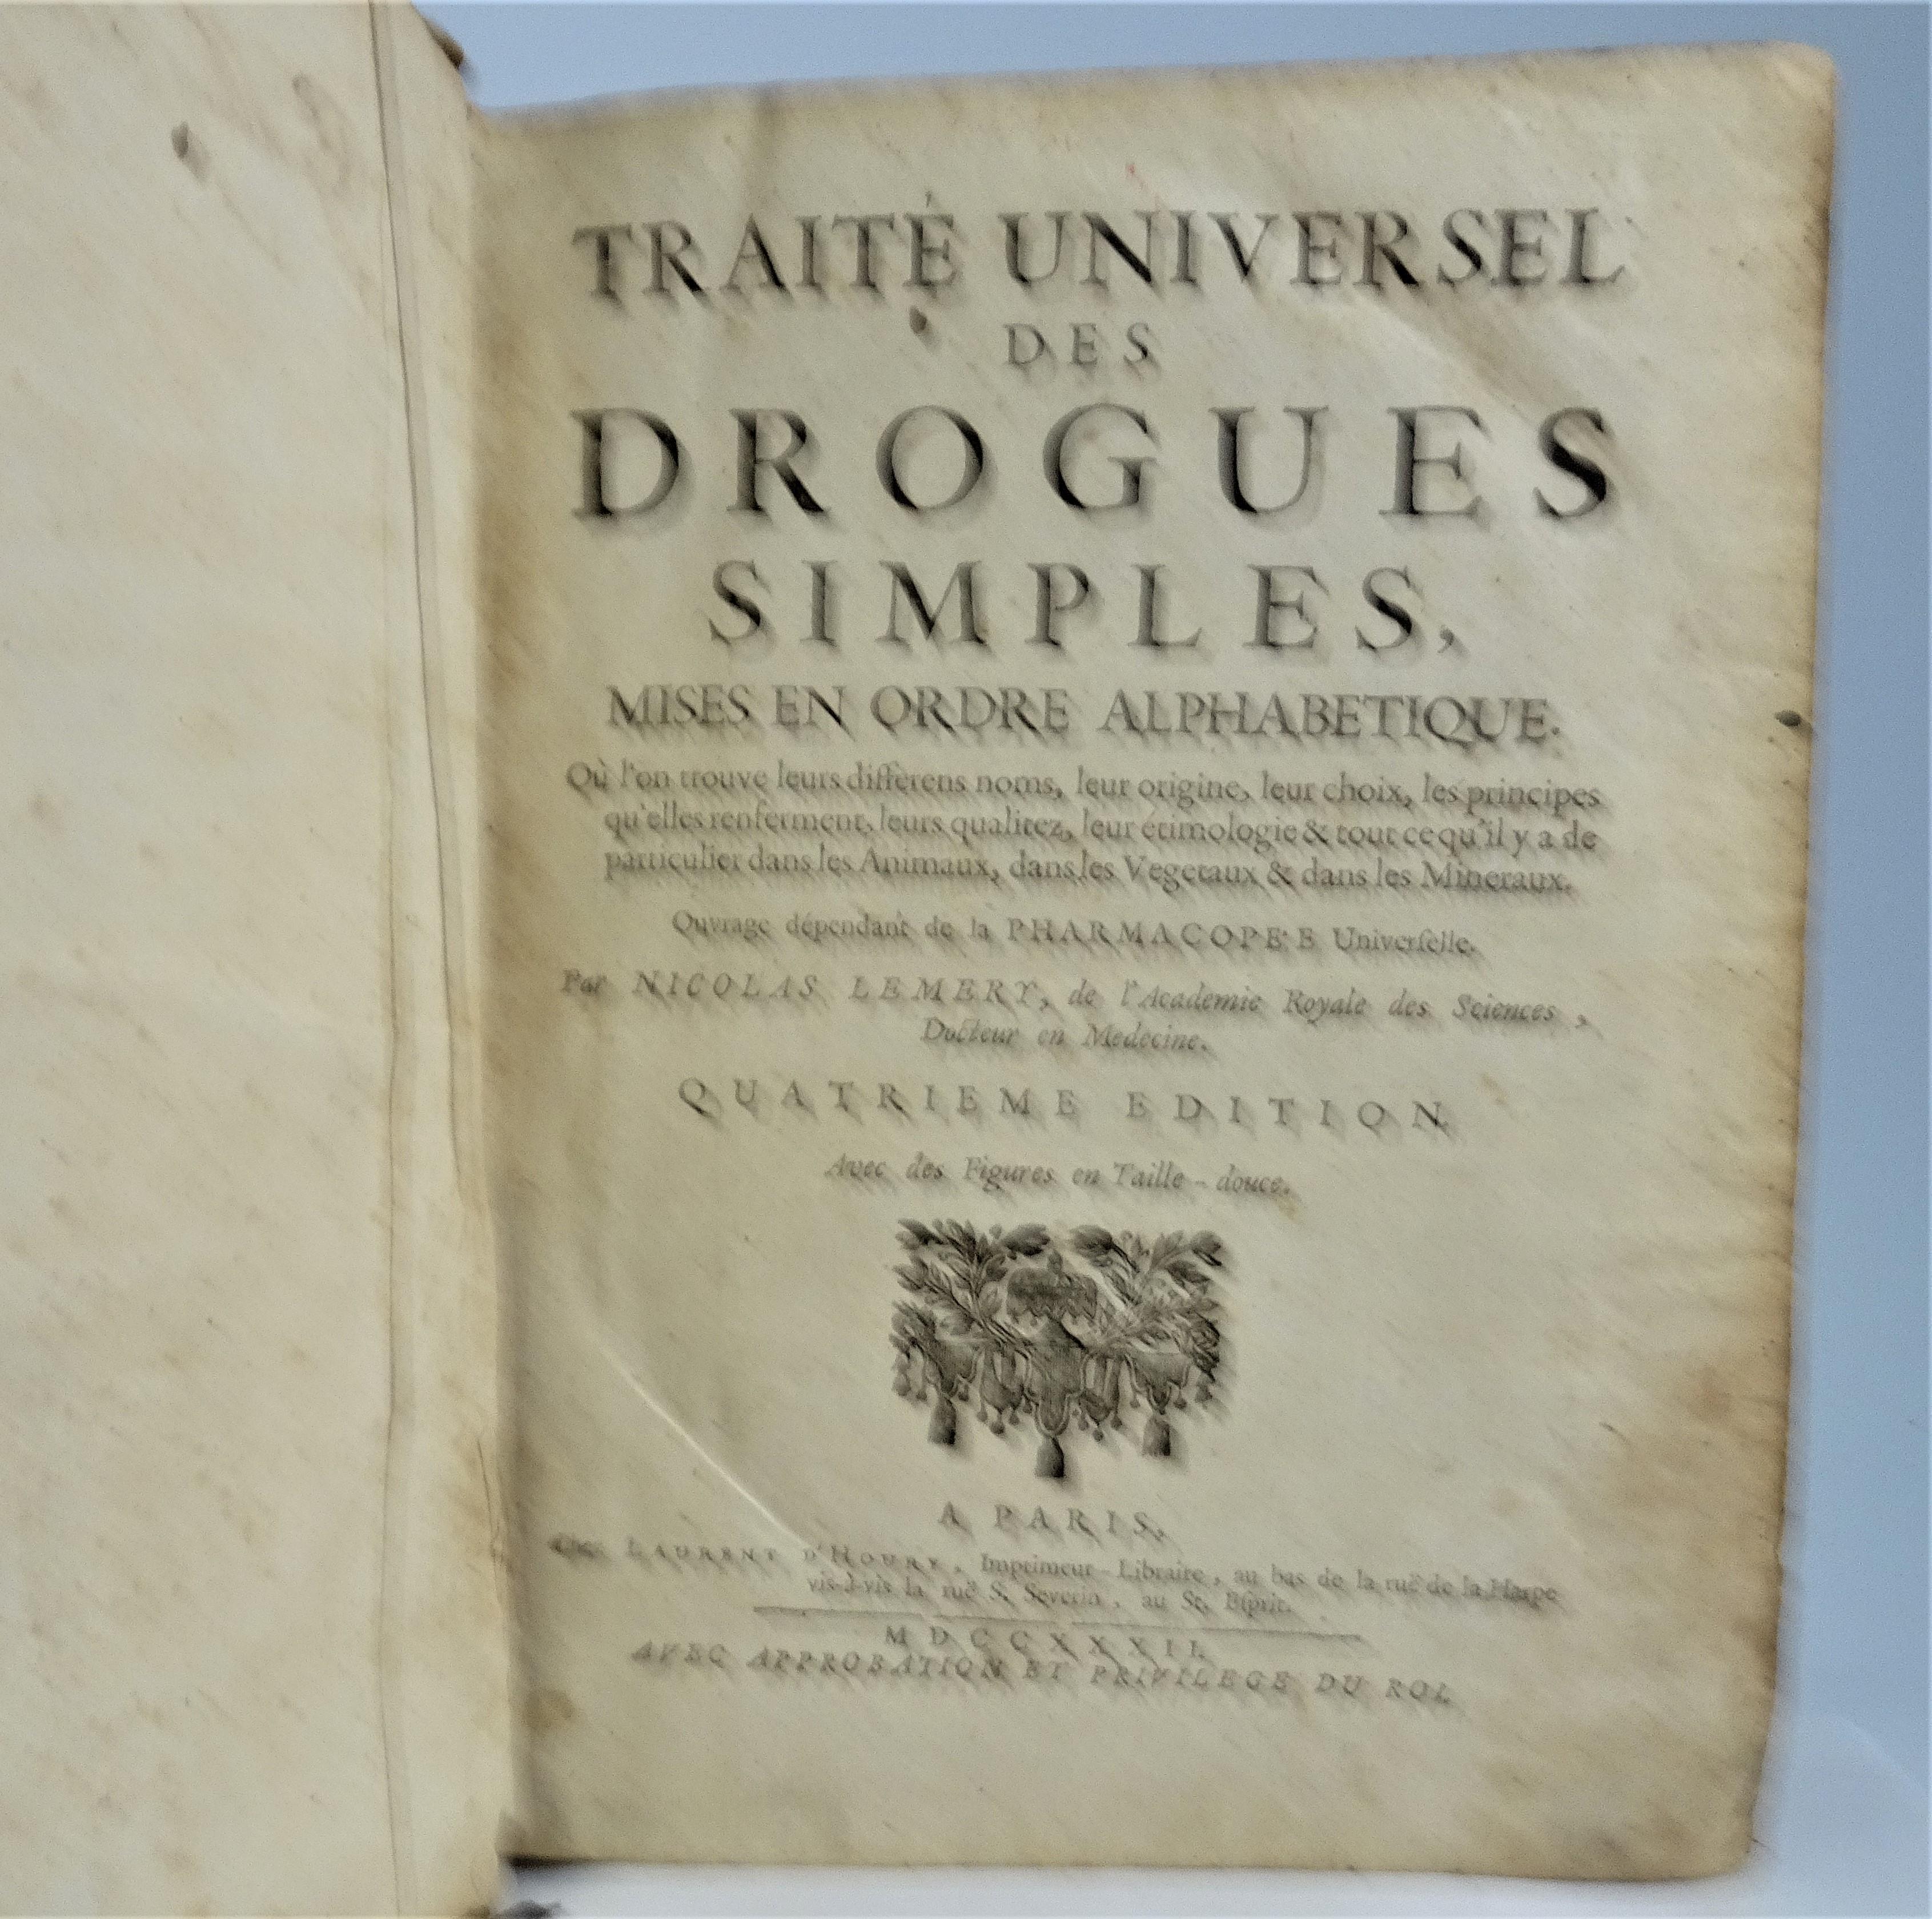 TRAITÉ UNIVERSEL
DES
DROGUES
SIMPLES,
MISES EN ORDRE ALPHABETIQUE.
Où l'on trouve leurs differens noms, leur origine, leur choix, les principes
qu'elles renferment, leurs qualitez, leur étimologie & tout ce qu'il y a de
particulier dans les Animaux, dans les Vegetaux & dans les Mineraux.
Ouvrage dépendant de la PHARMACOPE'E Univerſelle.
Par NICOLAS LEMERY, de l'Academie Royale des Sciences,
Docteur en Medecine.
QUATRIEME EDITION
Avec des Figures en Taille-douce.
A PARIS,
Chez LAURENT D'HOURY, Imprimeur-Libraire, au bas de la ruë de la Harpe
vis-à-vis la ruë S. Severin, au St. Eſprit.
MDCCXXXII.
AVEC APPROBATION ET PRIVILEGE DU ROI.